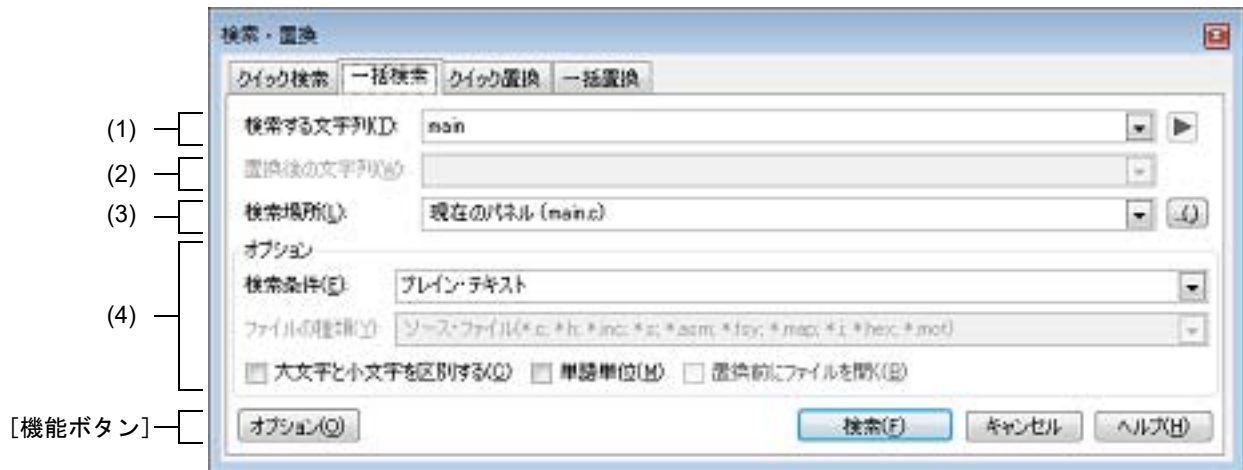 検索・置換
クイック検索 一括検索 クイック置換 一括置換
(1) 検索する文字列(I): main
(2) 置換後の文字列(W):
(3) 検索場所(L): 現在のパネル (main.c) ...()
オプション
検索条件(E): プレイン・テキスト
(4)
ファイルの種類(Y): ソース・ファイル(*.c; *.h; *.inc; *.s; *.asm; *.fsy; *.map; *.i; *.hex; *.mot)
大文字と小文字を区別する(C) 単語単位(M) 置換前にファイルを開く(B)
[機能ボタン] オプション(O) 検索(F) キャンセル ヘルプ(H)